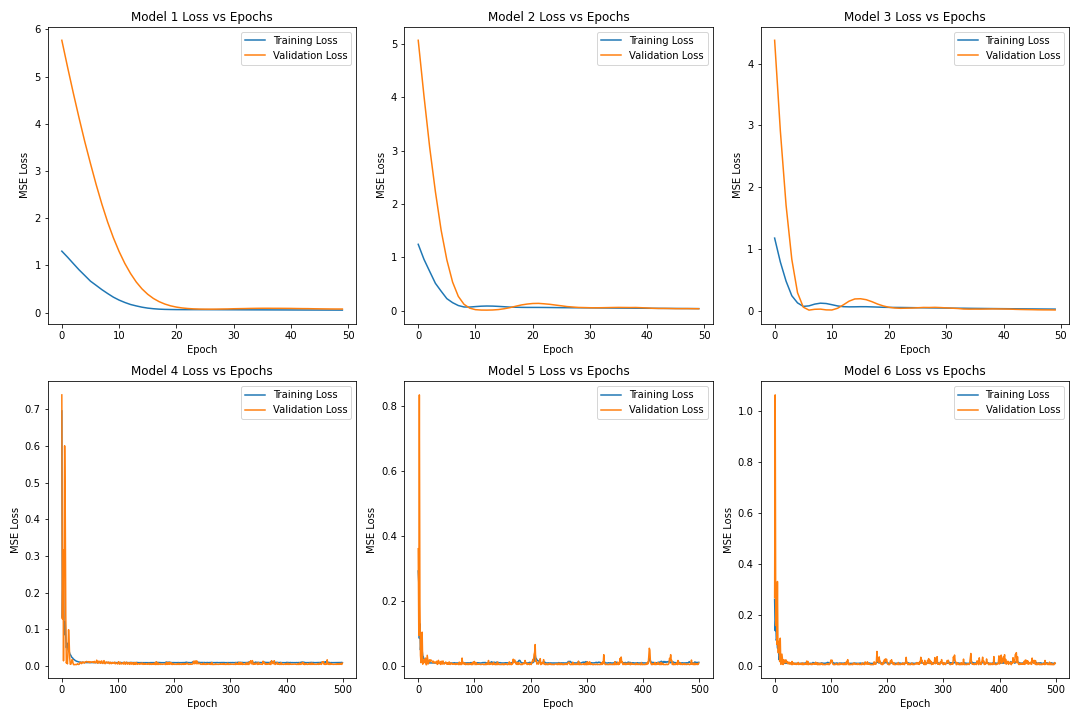 Model 1 Loss vs Epochs
6
5
4
3
2
1
0
MSE Loss
Training Loss
Validation Loss
0 10 20 30 40 50
Epoch
Model 2 Loss vs Epochs
5
4
3
2
1
0
MSE Loss
Training Loss
Validation Loss
0 10 20 30 40 50
Epoch
Model 3 Loss vs Epochs
4
3
2
1
0
MSE Loss
Training Loss
Validation Loss
0 10 20 30 40 50
Epoch
Model 4 Loss vs Epochs
0.7
0.6
0.5
0.4
0.3
0.2
0.1
0.0
MSE Loss
Training Loss
Validation Loss
0 100 200 300 400 500
Epoch
Model 5 Loss vs Epochs
0.8
0.6
0.4
0.2
0.0
MSE Loss
Training Loss
Validation Loss
0 100 200 300 400 500
Epoch
Model 6 Loss vs Epochs
1.0
0.8
0.6
0.4
0.2
0.0
MSE Loss
Training Loss
Validation Loss
0 100 200 300 400 500
Epoch